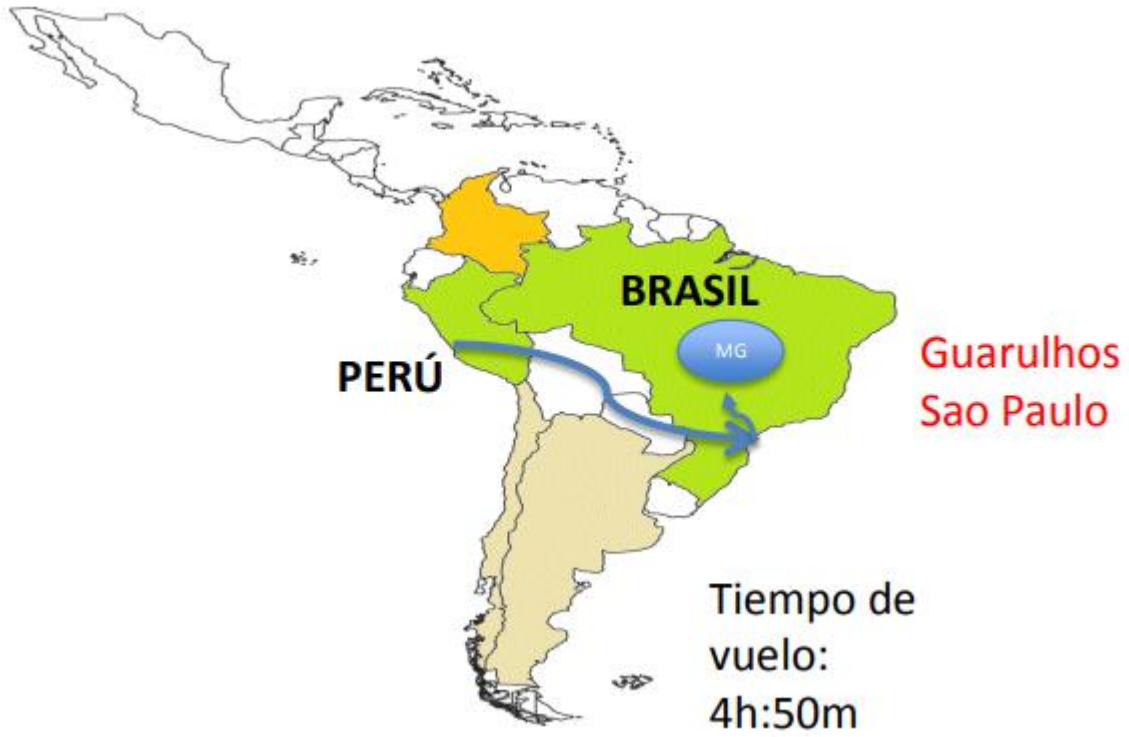 BRASIL
MG
PERÚ
Guarulhos
Sao Paulo
Tiempo de
vuelo:
4h:50m